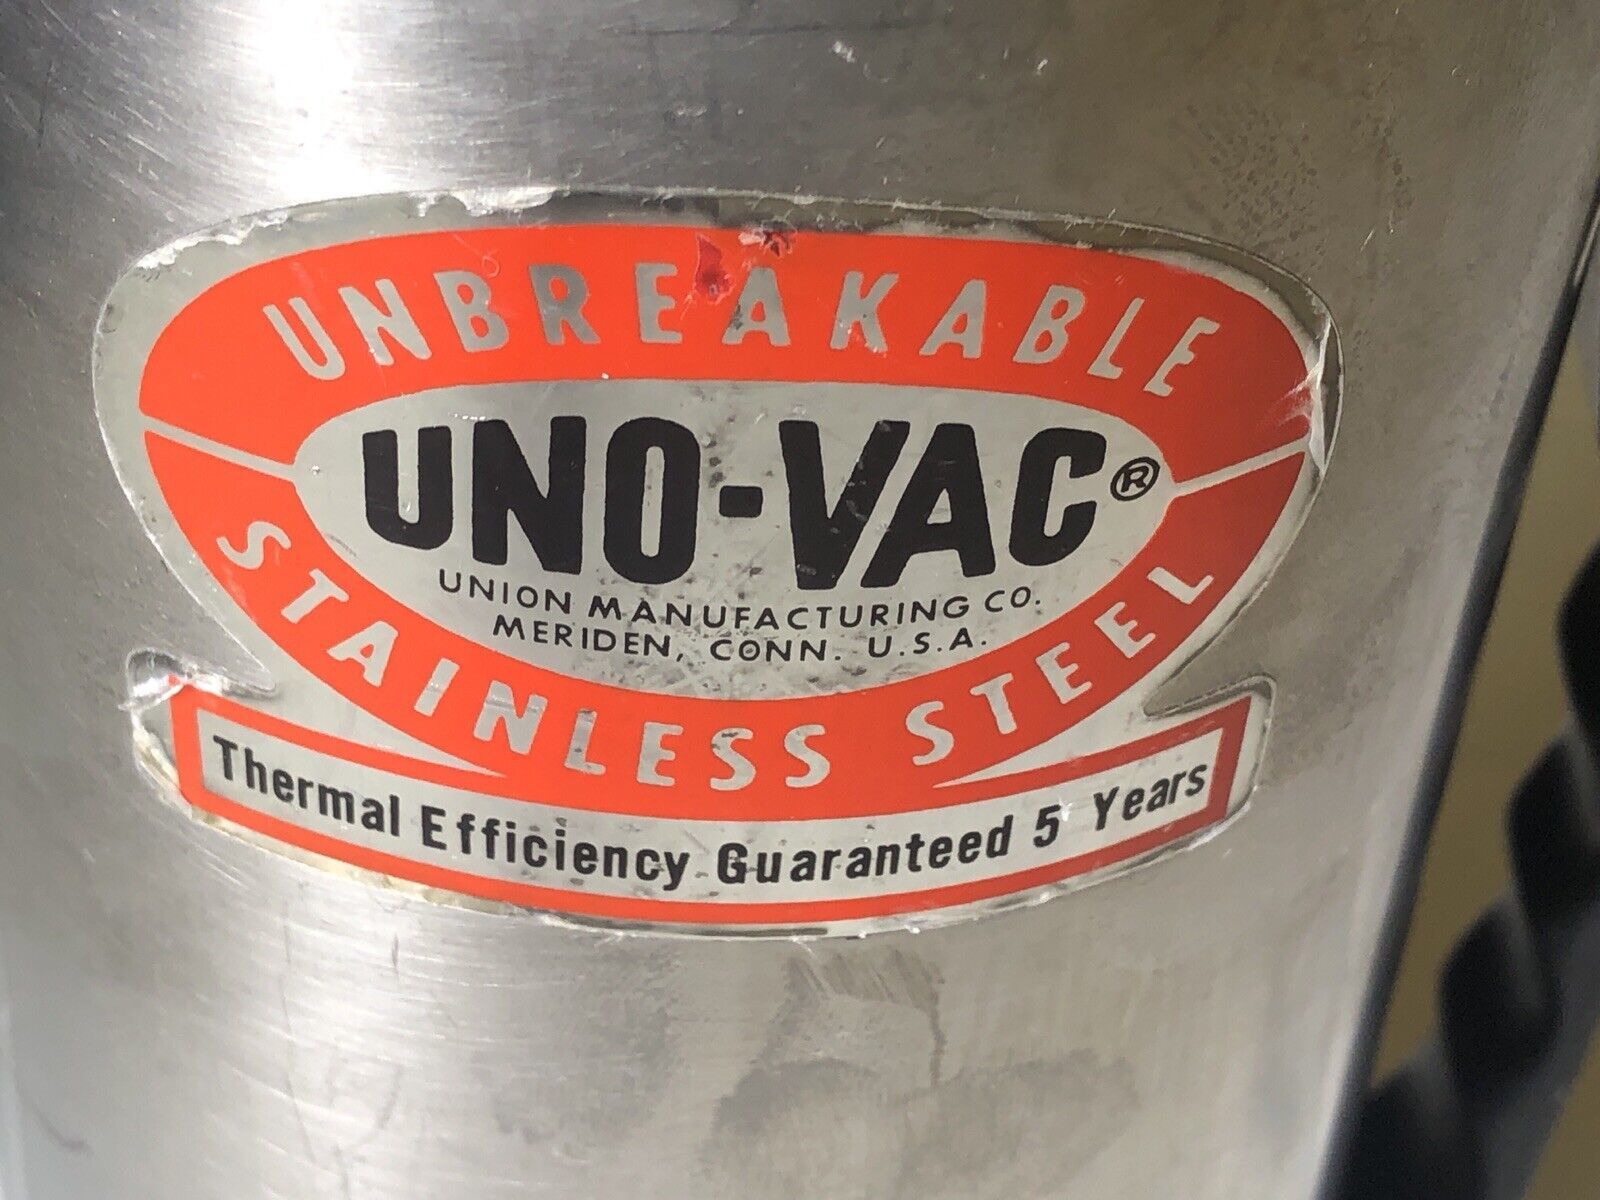 UNBREAKABLE
UNO-VAC®
UNION MANUFACTURING CO.
MERIDEN, CONN. U.S.A.
STAINLESS STEEL
Thermal Efficiency Guaranteed 5 Years